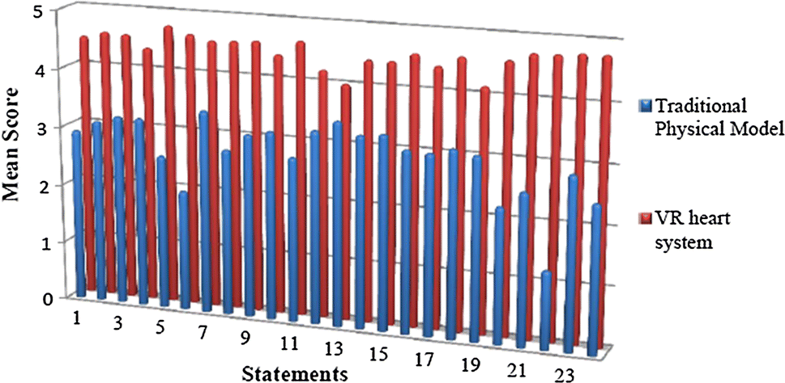 5
4
3
2
1
0
Mean Score
1 3 5 7 9 11 13 15 17 19 21 23
Statements
Traditional
Physical Model
VR heart
system